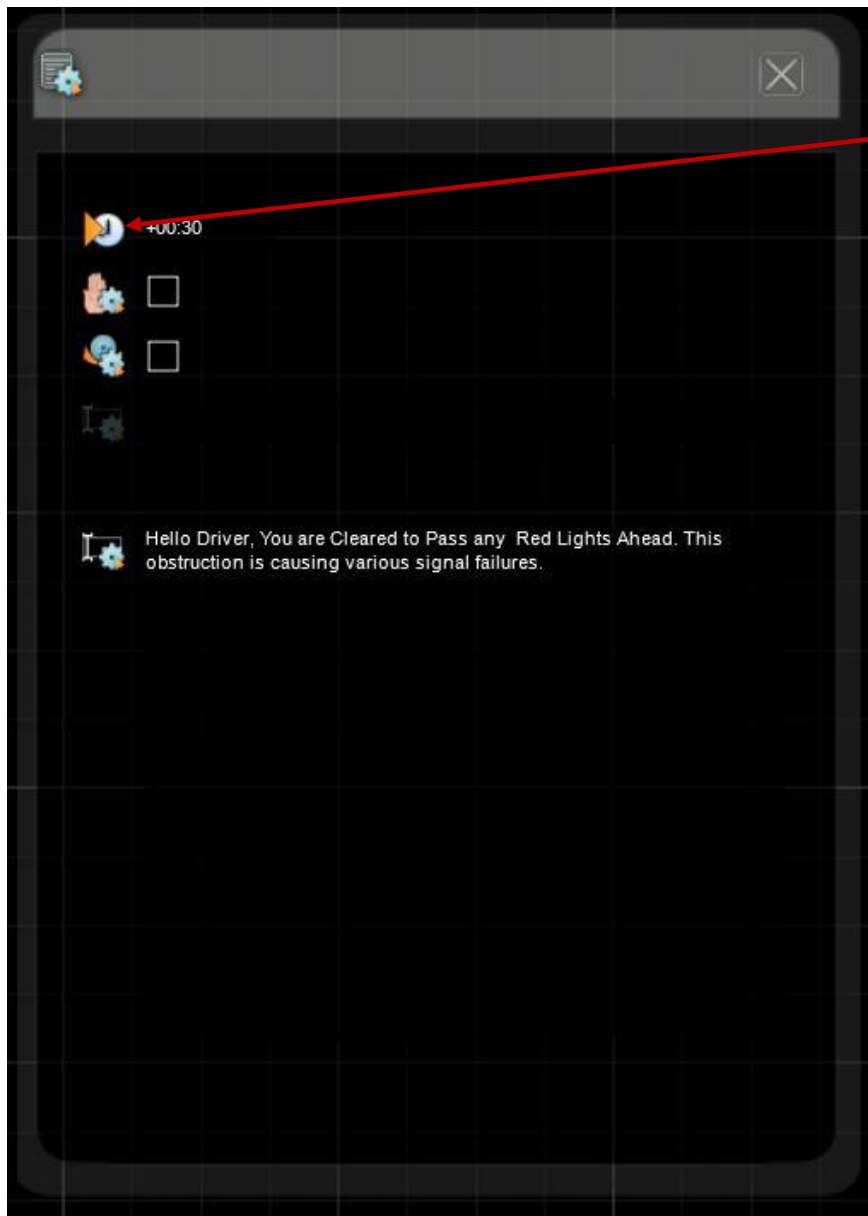 +00:30
Hello Driver, You are Cleared to Pass any  Red Lights Ahead. This
obstruction is causing various signal failures.